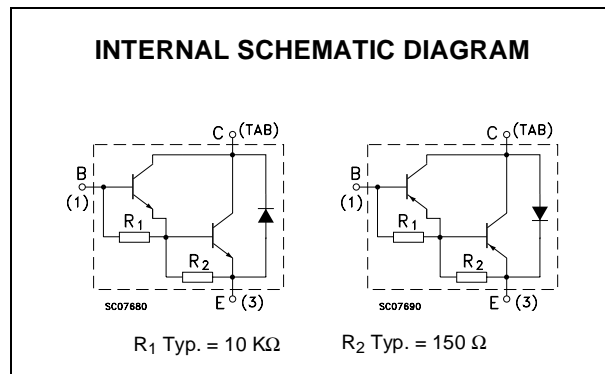 INTERNAL SCHEMATIC DIAGRAM
C (TAB)
B
(1)
R1
R2
SC07680
E (3)
C (TAB)
B
(1)
R1
R2
SC07690
E (3)
R1 Typ. = 10 KΩ
R2 Typ. = 150 Ω